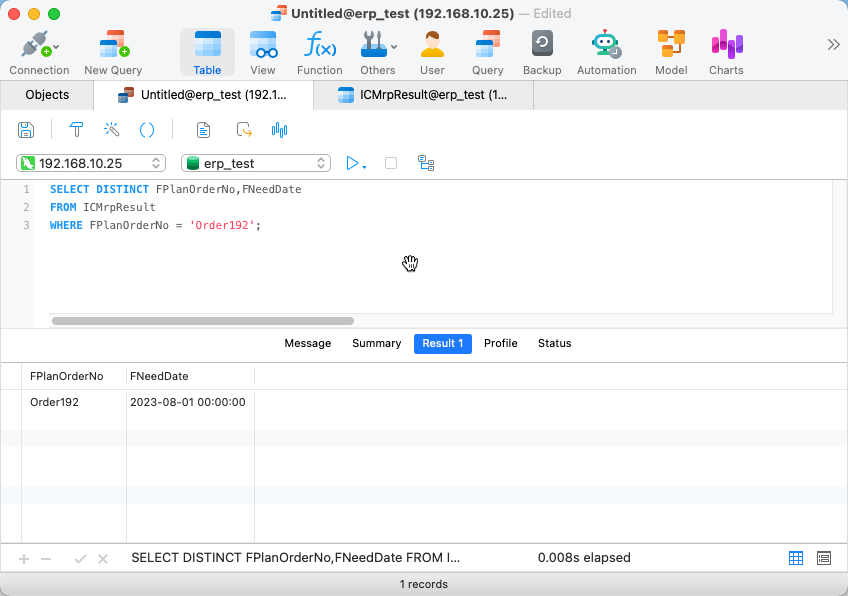 Untitled@erp_test (192.168.10.25) — Edited
Connection New Query Table View Function Others User Query Backup Automation Model Charts
Objects Untitled@erp_test (192.1... ICMrpResult@erp_test (1...
192.168.10.25 erp_test
1 SELECT DISTINCT FPlanOrderNo,FNeedDate
2 FROM ICMrpResult
3 WHERE FPlanOrderNo = 'Order192';
Message Summary Result 1 Profile Status
FPlanOrderNo FNeedDate
Order192 2023-08-01 00:00:00
SELECT DISTINCT FPlanOrderNo,FNeedDate FROM I... 0.008s elapsed
1 records